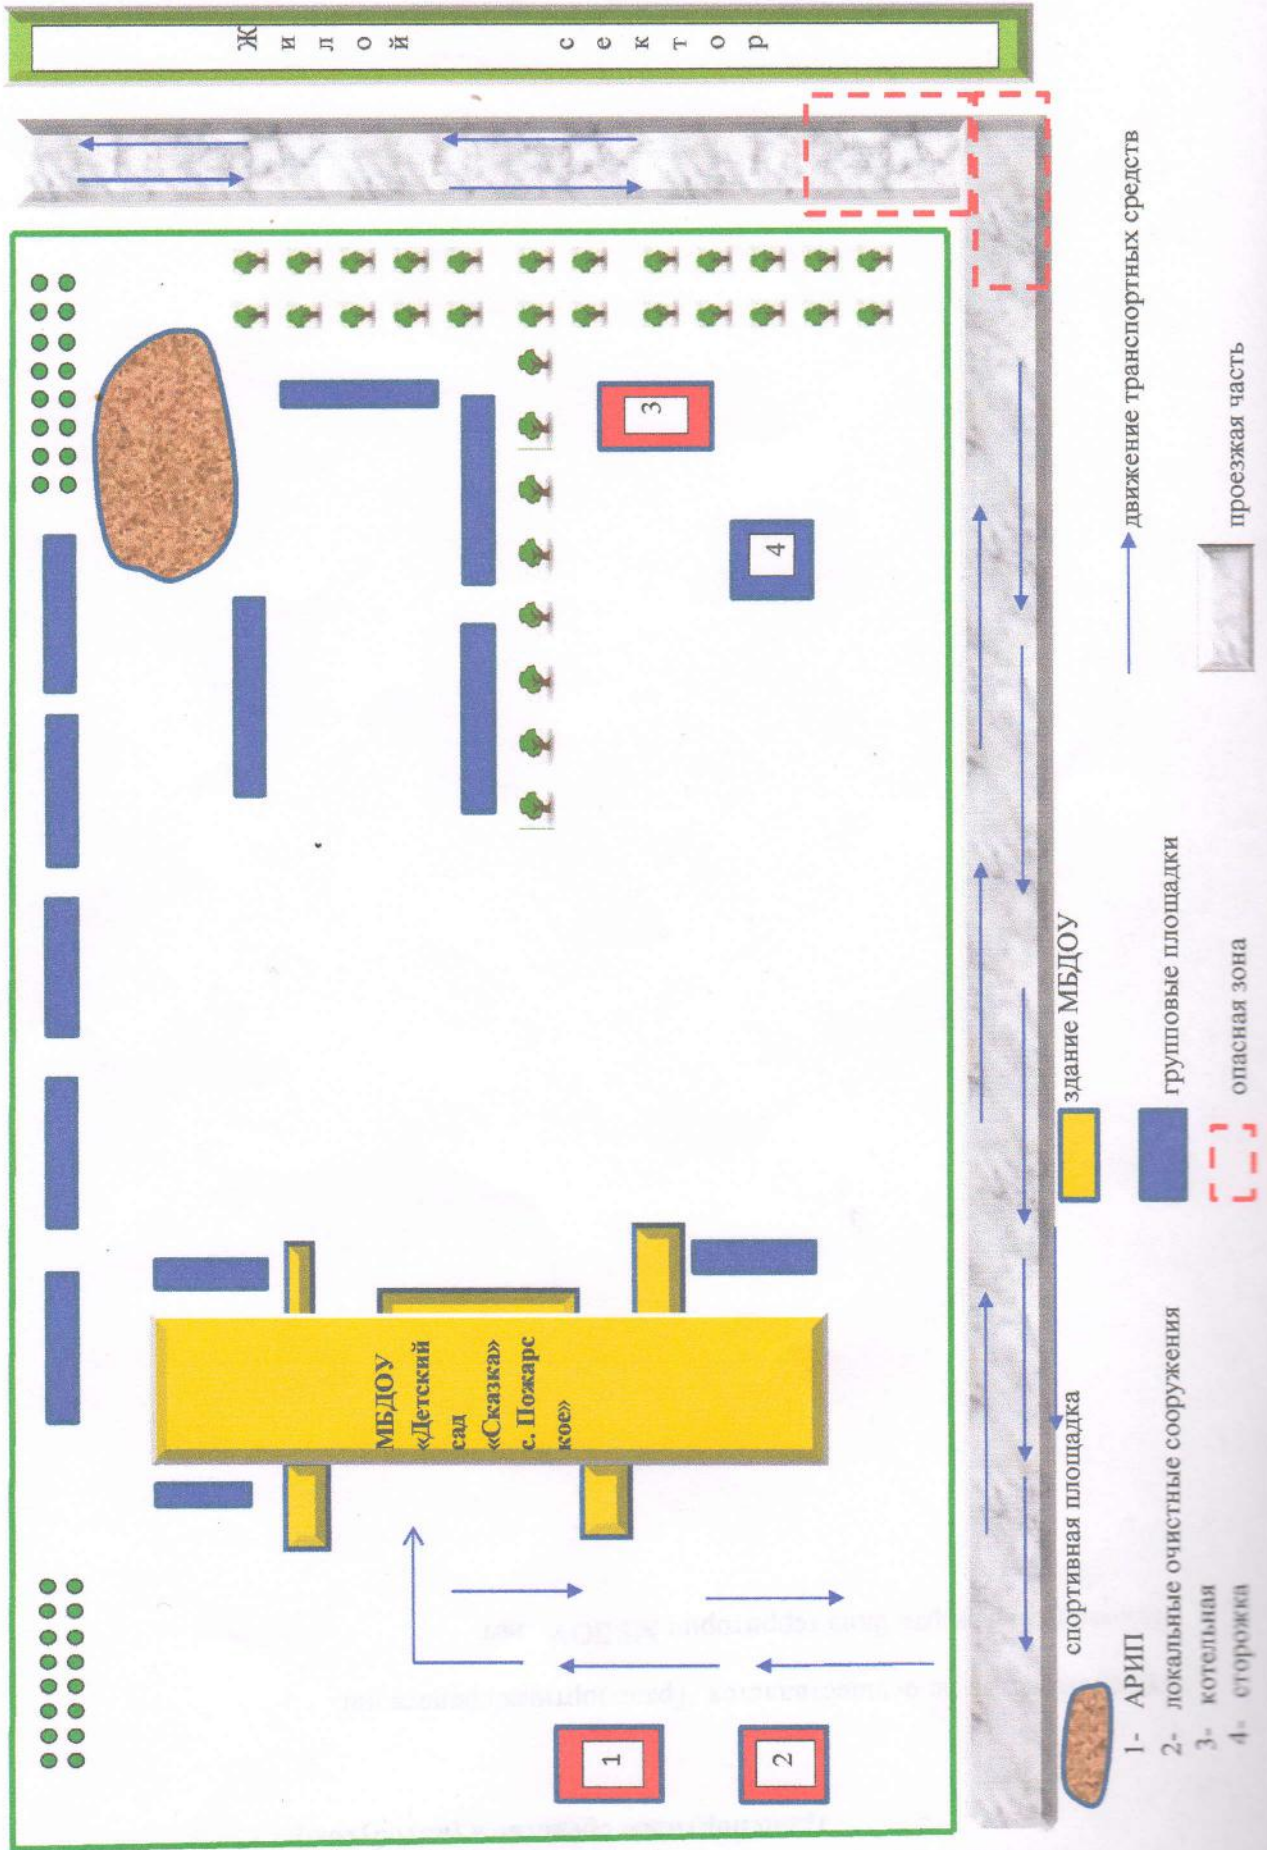 Жилой сектор
3
4
МБДОУ
«Детский
сад
«Сказка»
с. Пожарс
кое»
1
2
спортивная площадка
здание МБДОУ
движение транспортных средств
1- АРИП
2- локальные очистные сооружения
3- котельная
4- сторожка
групповые площадки
опасная зона
проезжая часть